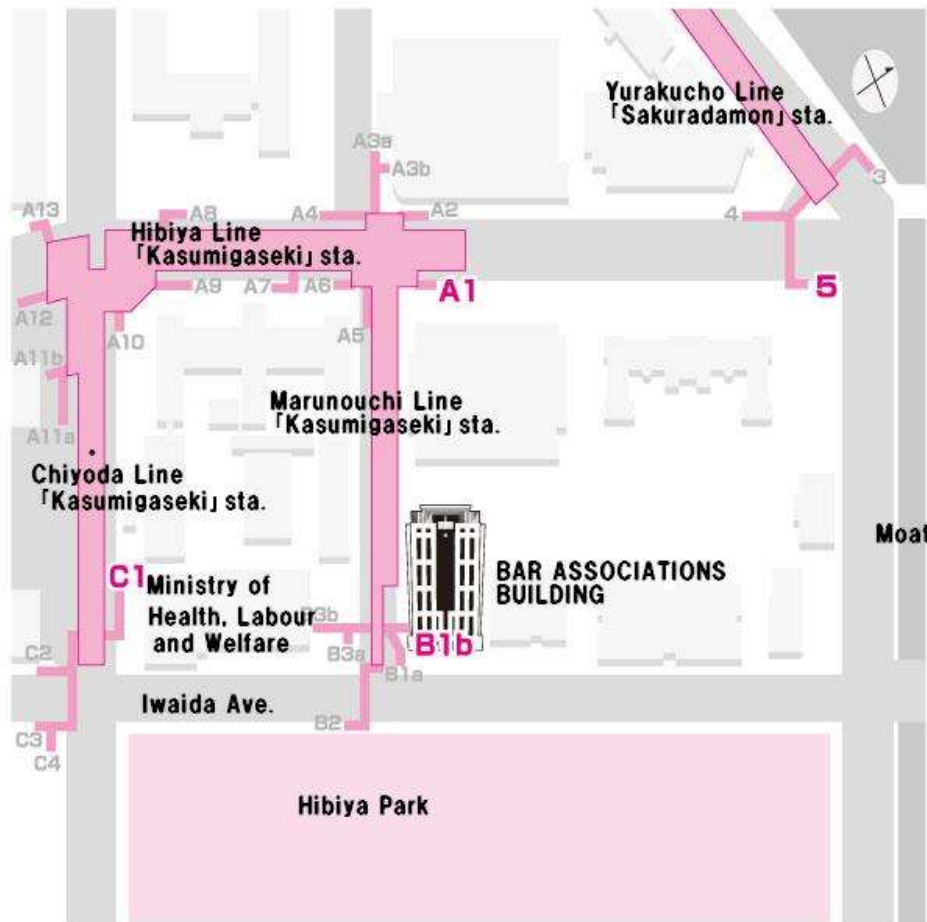 Yurakucho Line
「Sakuradamon」sta.
A3a
A3b
3
A13
A8
A4
A2
4
Hibiya Line
「Kasumigaseki」sta.
A12
A9
A7
A6
A1
5
A10
A5
A11b
A11a
Marunouchi Line
「Kasumigaseki」sta.
Chiyoda Line
「Kasumigaseki」sta.
Moat
C1
Ministry of
Health, Labour
and Welfare
BAR ASSOCIATIONS
BUILDING
B3b
B3a
B1b
B1a
C2
Iwaida Ave.
B2
C3
C4
Hibiya Park